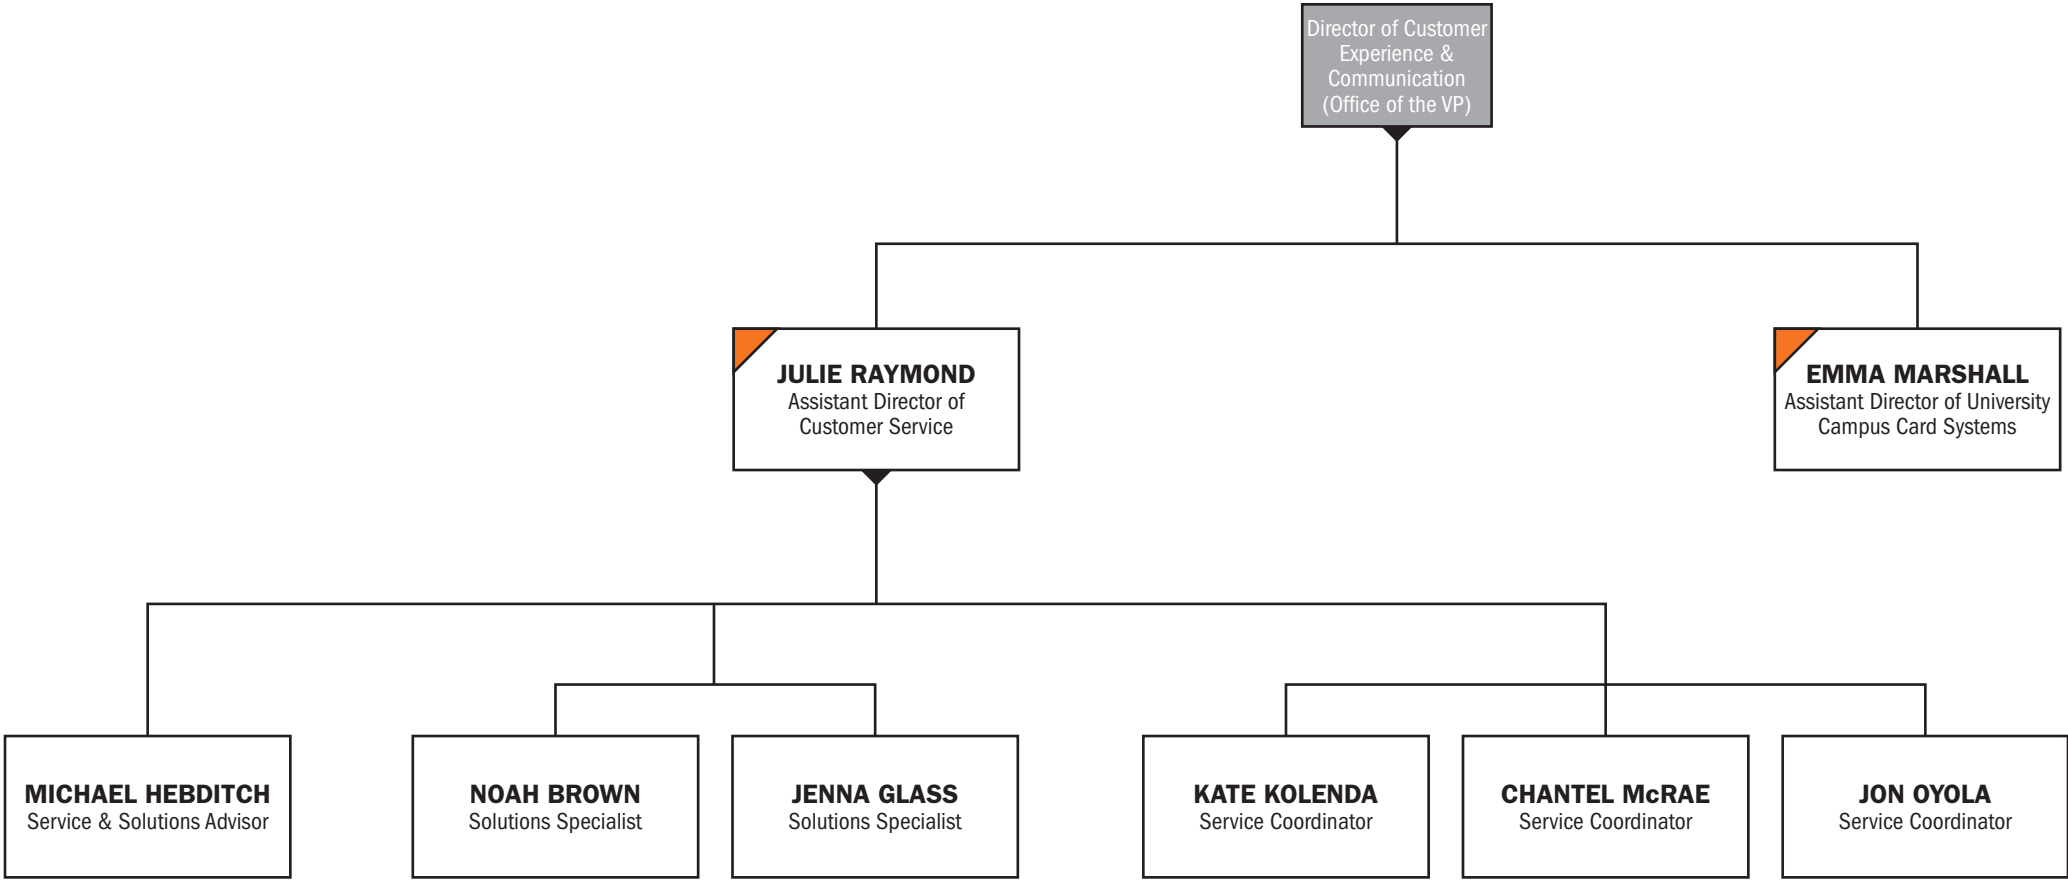 Director of Customer
Experience &
Communication
(Office of the VP)
JULIE RAYMOND
Assistant Director of
Customer Service
EMMA MARSHALL
Assistant Director of University
Campus Card Systems
MICHAEL HEBDITCH
Service & Solutions Advisor
NOAH BROWN
Solutions Specialist
JENNA GLASS
Solutions Specialist
KATE KOLENDA
Service Coordinator
CHANTEL McRAE
Service Coordinator
JON OYOLA
Service Coordinator